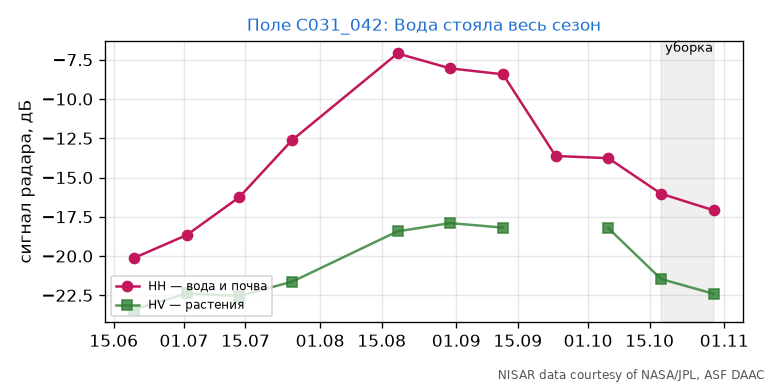 Поле C031_042: Вода стояла весь сезон
уборка
сигнал радара, дБ
−7.5
−10.0
−12.5
−15.0
−17.5
−20.0
−22.5
HH — вода и почва
HV — растения
15.06 01.07 15.07 01.08 15.08 01.09 15.09 01.10 15.10 01.11
NISAR data courtesy of NASA/JPL, ASF DAAC